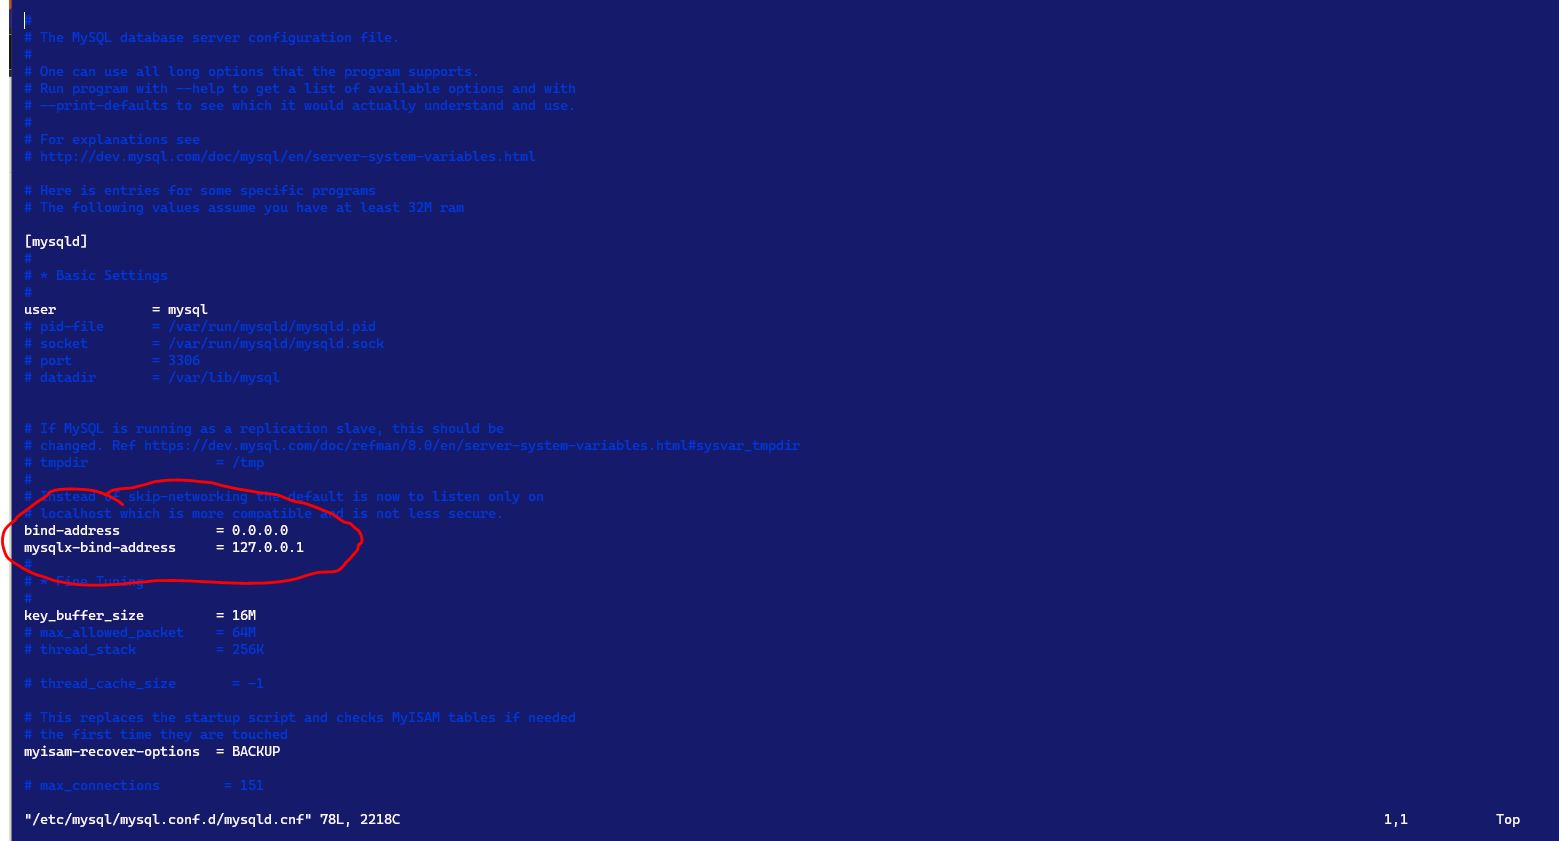 #
# The MySQL database server configuration file.
#
# One can use all long options that the program supports.
# Run program with --help to get a list of available options and with
# --print-defaults to see which it would actually understand and use.
#
# For explanations see
# http://dev.mysql.com/doc/mysql/en/server-system-variables.html

# Here is entries for some specific programs
# The following values assume you have at least 32M ram

[mysqld]
#
# * Basic Settings
#
user            = mysql
# pid-file      = /var/run/mysqld/mysqld.pid
# socket        = /var/run/mysqld/mysqld.sock
# port          = 3306
# datadir       = /var/lib/mysql


# If MySQL is running as a replication slave, this should be
# changed. Ref https://dev.mysql.com/doc/refman/8.0/en/server-system-variables.html#sysvar_tmpdir
# tmpdir                = /tmp
#
# Instead of skip-networking the default is now to listen only on
# localhost which is more compatible and is not less secure.
bind-address            = 0.0.0.0
mysqlx-bind-address     = 127.0.0.1
#
# * Fine Tuning
#
key_buffer_size         = 16M
# max_allowed_packet    = 64M
# thread_stack          = 256K

# thread_cache_size       = -1

# This replaces the startup script and checks MyISAM tables if needed
# the first time they are touched
myisam-recover-options  = BACKUP

# max_connections        = 151

"/etc/mysql/mysql.conf.d/mysqld.cnf" 78L, 2218C 1,1 Top